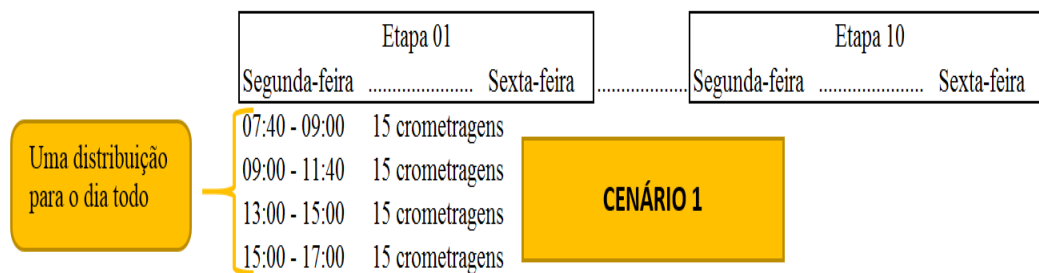 Etapa 01
Etapa 10
Segunda-feira ...................... Sexta-feira ................... Segunda-feira ...................... Sexta-feira
Uma distribuição
para o dia todo
07:40 - 09:00 15 crometragens
09:00 - 11:40 15 crometragens
13:00 - 15:00 15 crometragens
15:00 - 17:00 15 crometragens
CENÁRIO 1